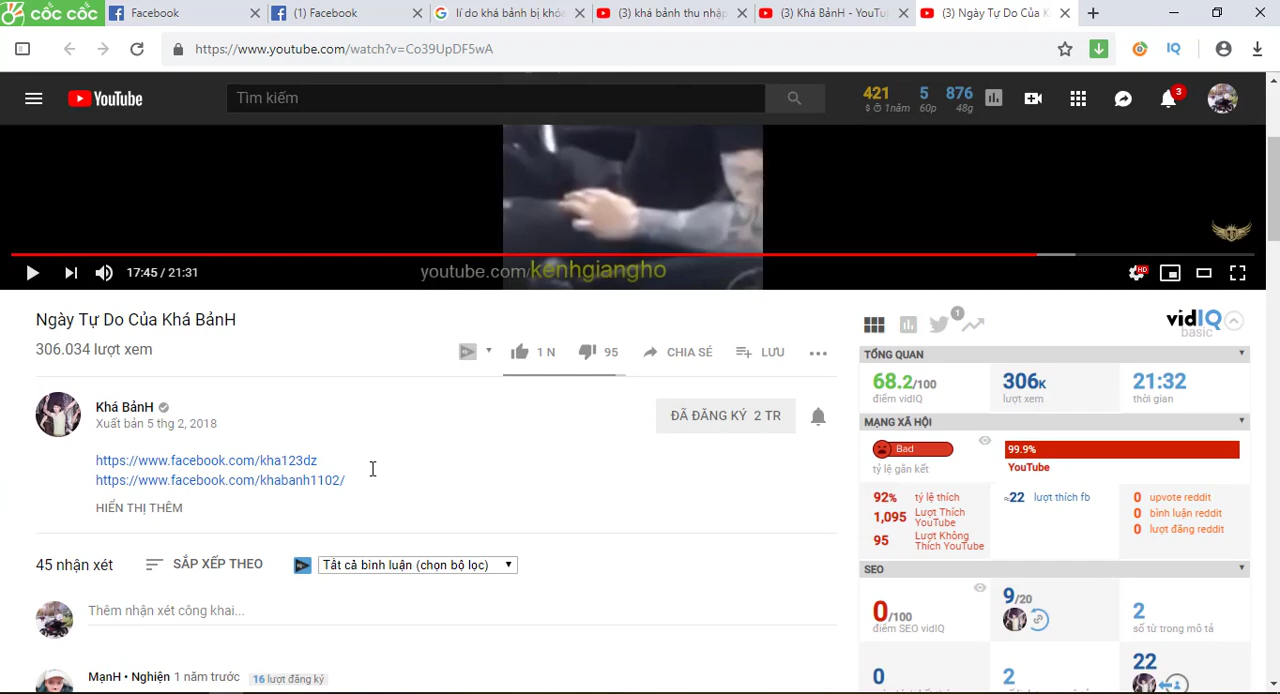 cốc cốc
Facebook
(1) Facebook
lí do khá bảnh bị khóa
(3) khá bảnh thu nhập
(3) Khá BảnH - YouTu
(3) Ngày Tự Do Của K
https://www.youtube.com/watch?v=Co39UpDF5wA
IQ
YouTube
Tìm kiếm
421
$ 1năm
5
60p
876
48g
3
youtube.com/kenhgiangho
17:45 / 21:31
HD
Ngày Tự Do Của Khá BảnH
306.034 lượt xem
1 N
95
CHIA SẺ
LƯU
Khá BảnH
Xuất bản 5 thg 2, 2018
ĐÃ ĐĂNG KÝ 2 TR
https://www.facebook.com/kha123dz
https://www.facebook.com/khabanh1102/
HIỂN THỊ THÊM
45 nhận xét
SẮP XẾP THEO
Tất cả bình luận (chọn bộ lọc)
Thêm nhận xét công khai...
MạnH • Nghiện 1 năm trước
16 lượt đăng ký
1
vidIQ
basic
TỔNG QUAN
68.2/100
điểm vidIQ
306K
lượt xem
21:32
thời gian
MẠNG XÃ HỘI
Bad
tỷ lệ gắn kết
99.9%
YouTube
92% tỷ lệ thích
1,095 Lượt Thích
YouTube
95 Lượt Không
Thích YouTube
≈22 lượt thích fb
0 upvote reddit
0 bình luận reddit
0 lượt đăng reddit
SEO
0/100
điểm SEO vidIQ
9/20
2
số từ trong mô tả
0
2
22